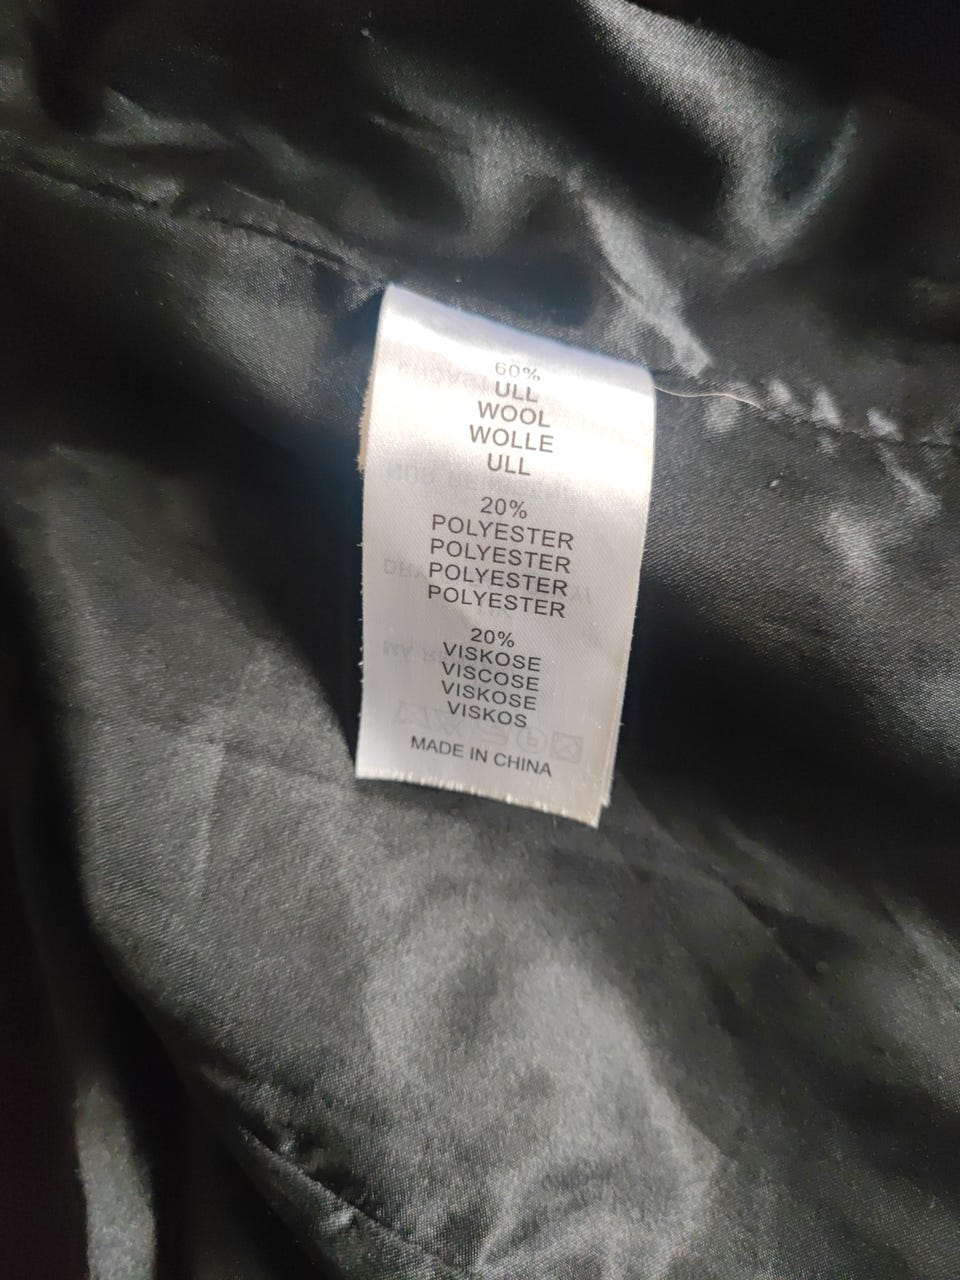 60%
ULL
WOOL
WOLLE
ULL
20%
POLYESTER
POLYESTER
POLYESTER
POLYESTER
20%
VISKOSE
VISCOSE
VISKOSE
VISKOS
MADE IN CHINA